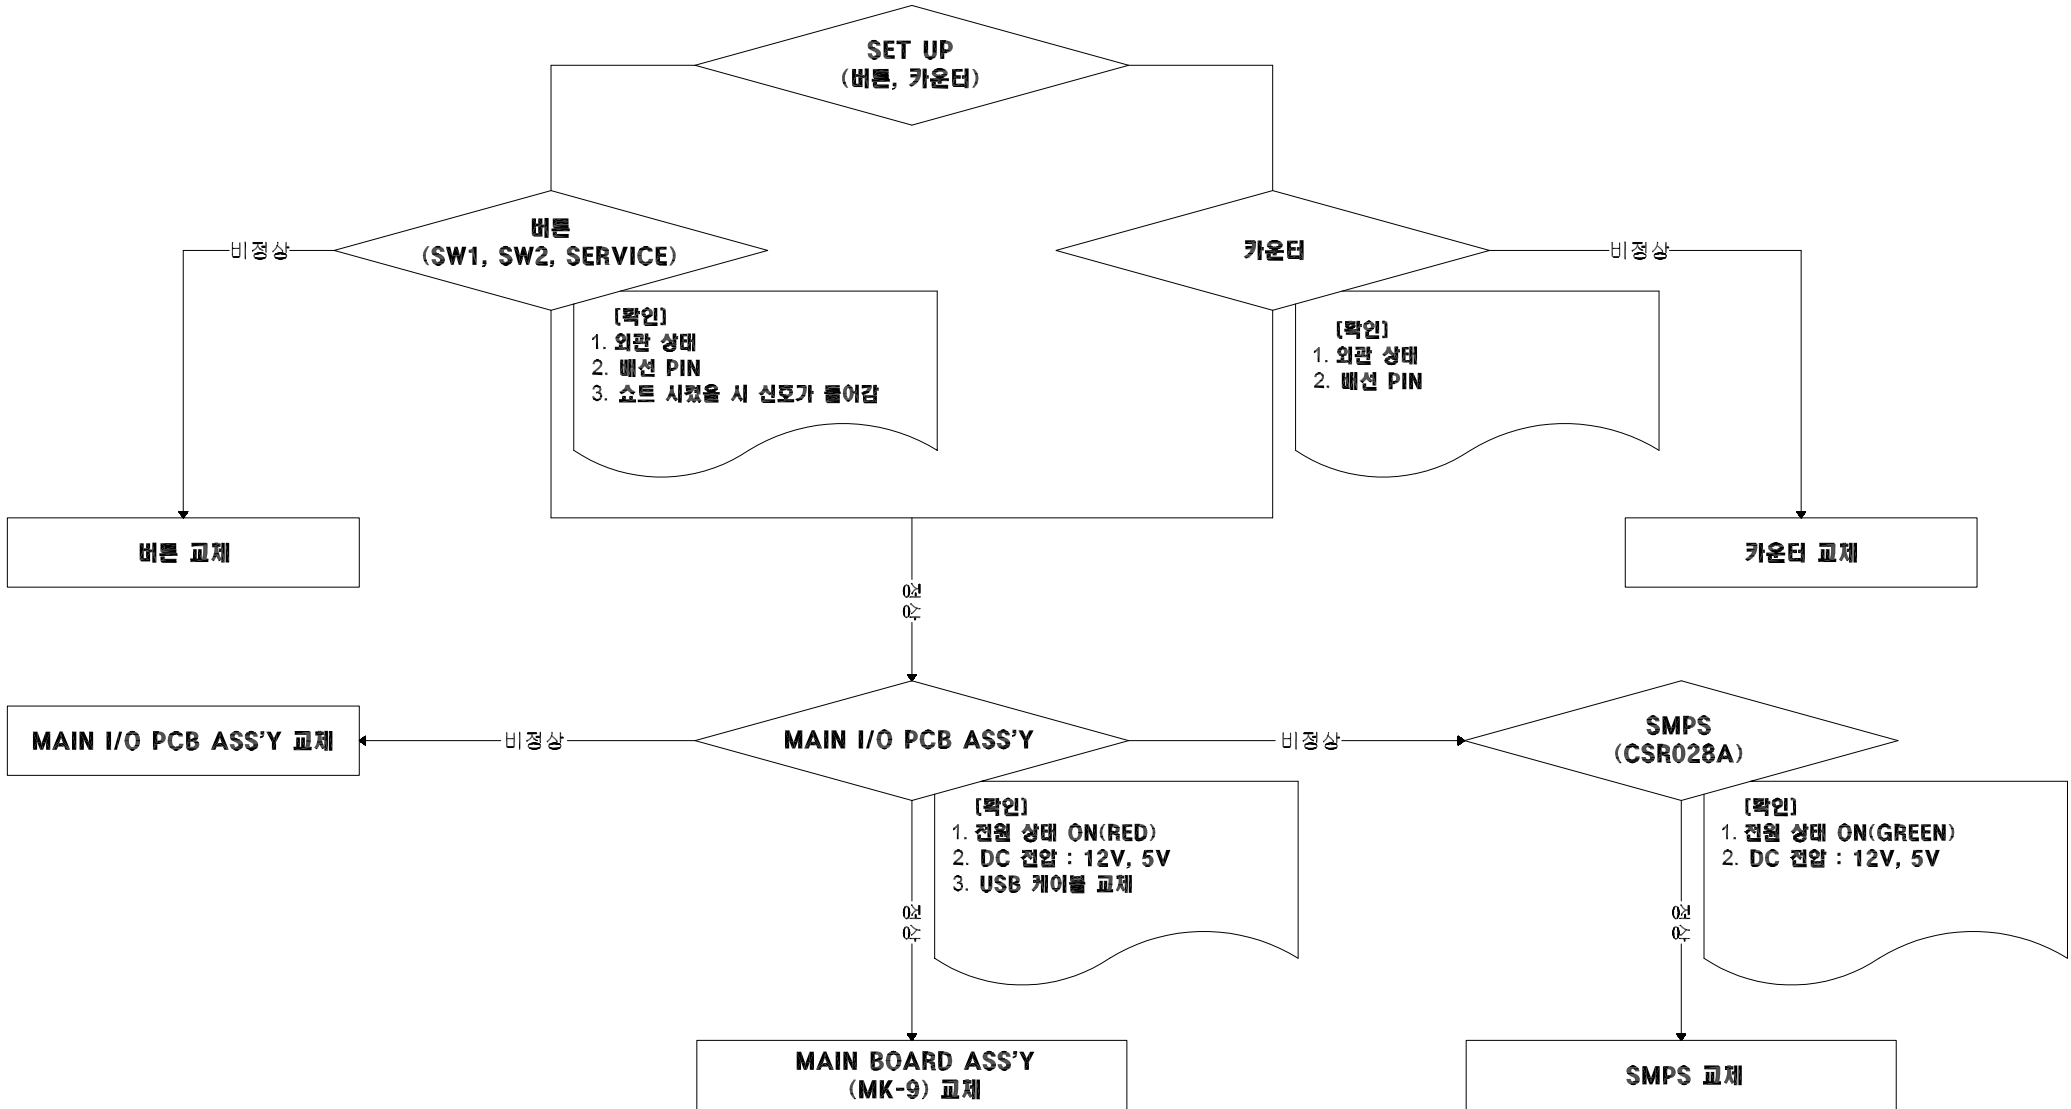 SET UP
(버튼, 카운터)
버튼
(SW1, SW2, SERVICE)
비정상
카운터
비정상
[확인]
1. 외관 상태
2. 배선 PIN
3. 쇼트 시켰을 시 신호가 들어감
[확인]
1. 외관 상태
2. 배선 PIN
버튼 교체
카운터 교체
정상
MAIN I/O PCB ASS'Y 교체
비정상
MAIN I/O PCB ASS'Y
비정상
SMPS
(CSR028A)
[확인]
1. 전원 상태 ON(RED)
2. DC 전압 : 12V, 5V
3. USB 케이블 교체
[확인]
1. 전원 상태 ON(GREEN)
2. DC 전압 : 12V, 5V
정상
정상
MAIN BOARD ASS'Y
(MK-9) 교체
SMPS 교체